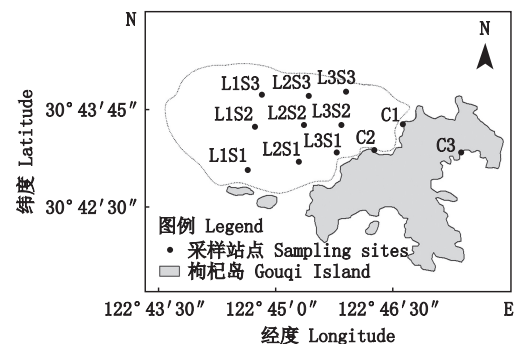 N
N
L1S3 L2S3 L3S3
30°43′45″
L1S2 L2S2 L3S2 C1
L1S1 L2S1 L3S1 C2 C3
纬度 Latitude
30°42′30″
图例 Legend
采样站点 Sampling sites
枸杞岛 Gouqi Island
122°43′30″ 122°45′0″ 122°46′30″ E
经度 Longitude